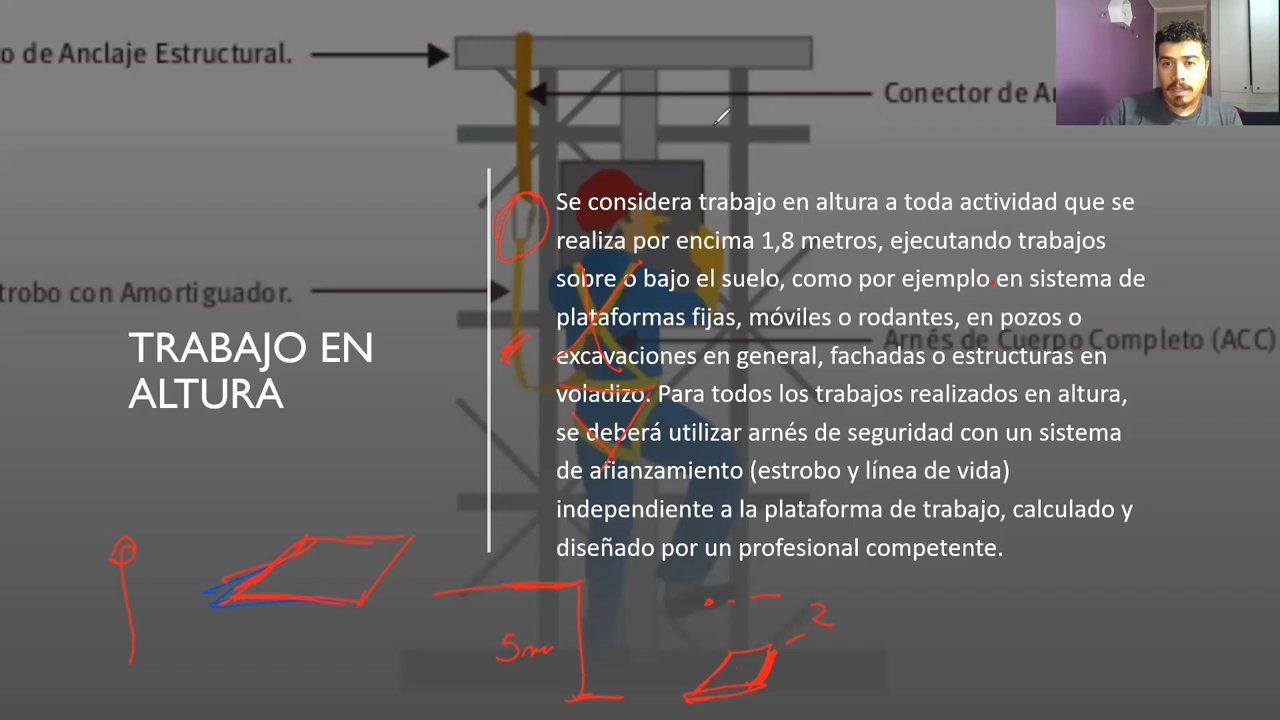 o de Anclaje Estructural.
Conector de A
Se considera trabajo en altura a toda actividad que se
realiza por encima 1,8 metros, ejecutando trabajos
sobre o bajo el suelo, como por ejemplo en sistema de
trobo con Amortiguador.
plataformas fijas, móviles o rodantes, en pozos o
Arnés de Cuerpo Completo (ACC)
excavaciones en general, fachadas o estructuras en
TRABAJO EN
ALTURA
voladizo. Para todos los trabajos realizados en altura,
se deberá utilizar arnés de seguridad con un sistema
de afianzamiento (estrobo y línea de vida)
independiente a la plataforma de trabajo, calculado y
diseñado por un profesional competente.
5m
2